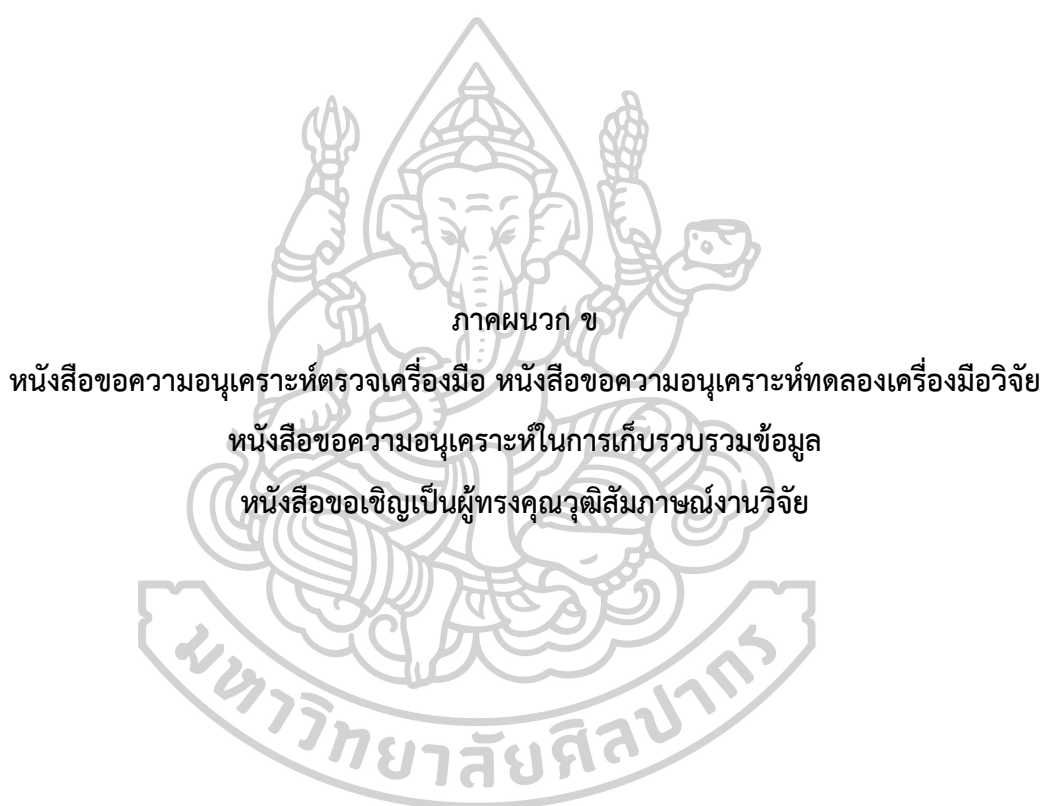 ภาคผนวก ข
หนังสือขอความอนุเคราะห์ตรวจเครื่องมือ หนังสือขอความอนุเคราะห์ทดลองเครื่องมือวิจัย
หนังสือขอความอนุเคราะห์ในการเก็บรวบรวมข้อมูล
หนังสือขอเชิญเป็นผู้ทรงคุณวุฒิสัมภาษณ์งานวิจัย
มหาวิทยาลัยศิลปากร